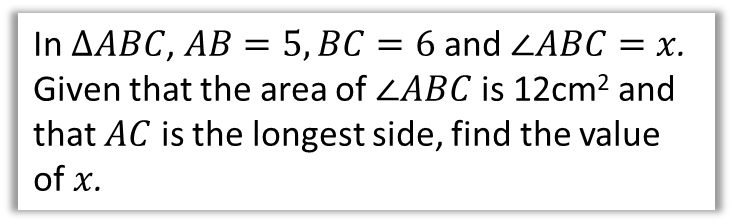 In ΔABC, AB = 5, BC = 6 and ∠ABC = x.
Given that the area of ∠ABC is 12cm² and
that AC is the longest side, find the value
of x.